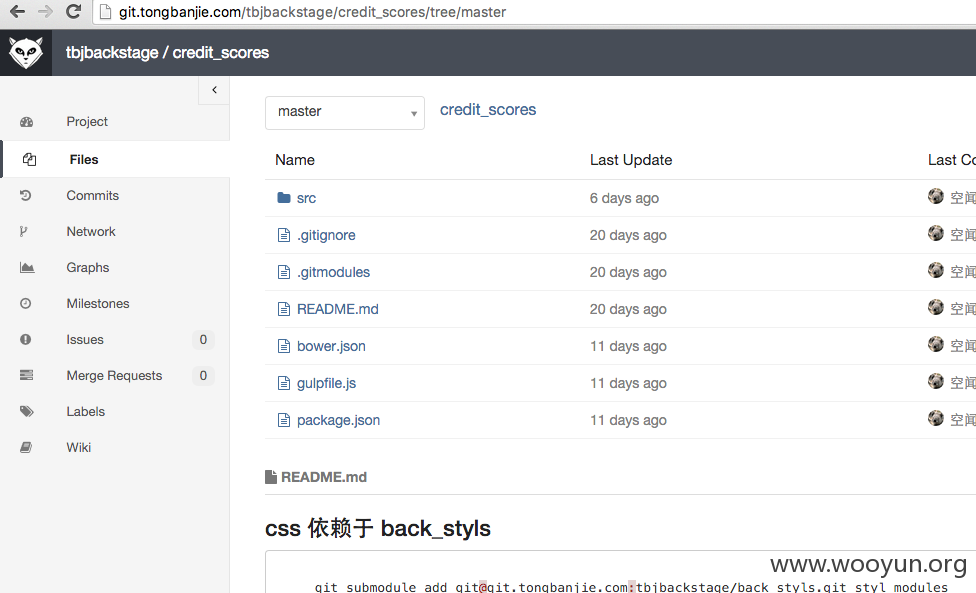 git.tongbanjie.com/tbjbackstage/credit_scores/tree/master
tbjbackstage / credit_scores
Project
Files
Commits
Network
Graphs
Milestones
Issues 0
Merge Requests 0
Labels
Wiki
master credit_scores
Name Last Update Last Co
src 6 days ago 空闻
.gitignore 20 days ago 空闻
.gitmodules 20 days ago 空闻
README.md 20 days ago 空闻
bower.json 11 days ago 空闻
gulpfile.js 11 days ago 空闻
package.json 11 days ago 空闻
README.md
css 依赖于 back_styls
git submodule add git@git.tongbanjie.com:tbjbackstage/back_styls.git styl_modules
www.wooyun.org